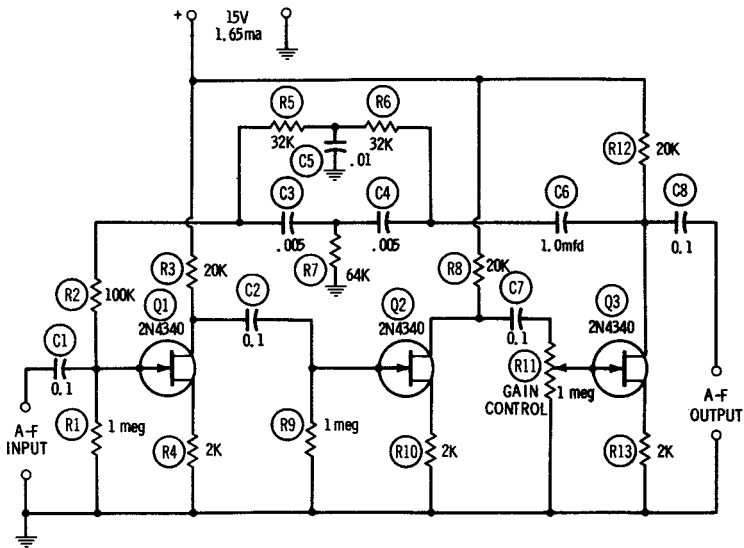 + 15V
1.65ma
R5
R6
32K
32K
C5
.01
R12
20K
C3
C4
C6
C8
.005
.005
1.0mfd
0.1
R7
64K
R3
20K
R8
20K
R2
100K
Q1
2N4340
C2
0.1
Q2
2N4340
C7
0.1
Q3
2N4340
C1
0.1
R11
GAIN
CONTROL
1 meg
A-F
INPUT
R1
1 meg
R4
2K
R9
1 meg
R10
2K
R13
2K
A-F
OUTPUT